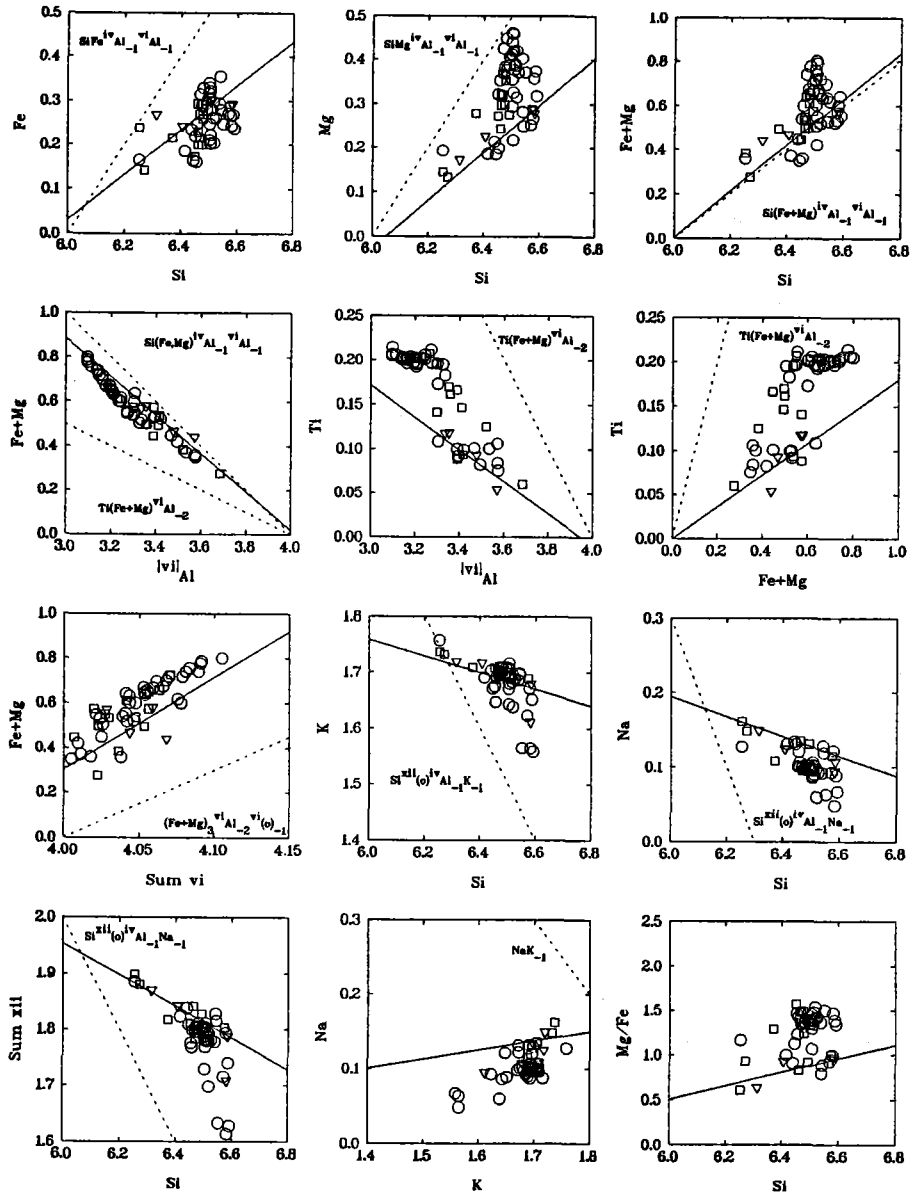 0.5
0.4
0.3
0.2
0.1
0.0
Fe
SiFe^iv Al_-1 ^vi Al_-1
6.0 6.2 6.4 6.6 6.8
Si
0.5
0.4
0.3
0.2
0.1
0.0
Mg
SiMg^iv Al_-1 ^vi Al_-1
6.0 6.2 6.4 6.6 6.8
Si
1.0
0.8
0.6
0.4
0.2
0.0
Fe+Mg
Si(Fe+Mg)^iv Al_-1 ^vi Al_-1
6.0 6.2 6.4 6.6 6.8
Si
1.0
0.8
0.6
0.4
0.2
0.0
Fe+Mg
Si(Fe,Mg)^iv Al_-1 ^vi Al_-1
Ti(Fe+Mg)^vi Al_-2
3.0 3.2 3.4 3.6 3.8 4.0
[vi]_Al
0.25
0.20
0.15
0.10
0.05
0.00
Ti
Ti(Fe+Mg)^vi Al_-2
3.0 3.2 3.4 3.6 3.8 4.0
[vi]_Al
0.25
0.20
0.15
0.10
0.05
0.00
Ti
Ti(Fe+Mg)^vi Al_-2
0.0 0.2 0.4 0.6 0.8 1.0
Fe+Mg
1.0
0.8
0.6
0.4
0.2
0.0
Fe+Mg
(Fe+Mg)_3 ^vi Al_-2 ^vi (o)_-1
4.00 4.05 4.10 4.15
Sum vi
1.8
1.7
1.6
1.5
1.4
K
Si^xii (o)^iv Al_-1 K_-1
6.0 6.2 6.4 6.6 6.8
Si
0.3
0.2
0.1
0.0
Na
Si^xii (o)^iv Al_-1 Na_-1
6.0 6.2 6.4 6.6 6.8
Si
2.0
1.9
1.8
1.7
1.6
Sum xii
Si^xii (o)^iv Al_-1 Na_-1
6.0 6.2 6.4 6.6 6.8
Si
0.3
0.2
0.1
0.0
Na
NaK_-1
1.4 1.5 1.6 1.7 1.8
K
2.5
2.0
1.5
1.0
0.5
0.0
Mg/Fe
6.0 6.2 6.4 6.6 6.8
Si